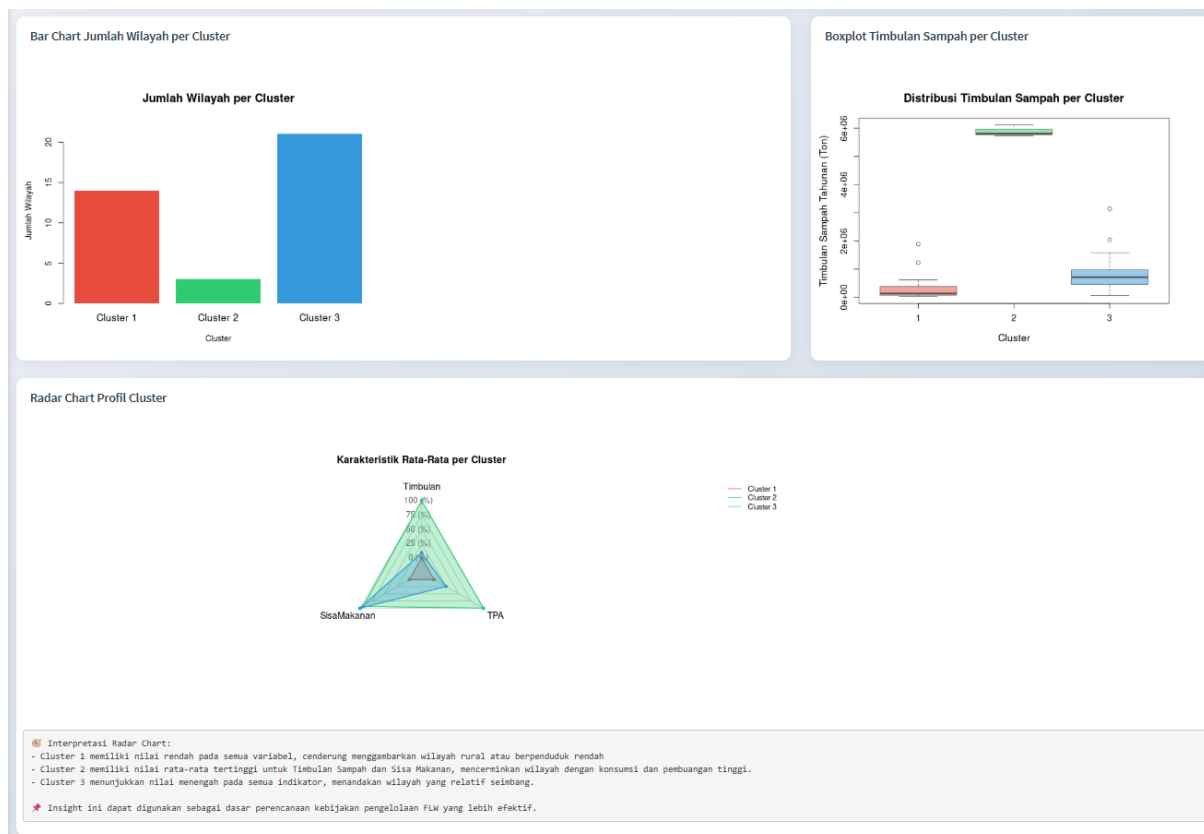 Bar Chart Jumlah Wilayah per Cluster
Jumlah Wilayah per Cluster
Jumlah Wilayah
20
15
10
5
0
Cluster 1
Cluster 2
Cluster 3
Cluster
Boxplot Timbulan Sampah per Cluster
Distribusi Timbulan Sampah per Cluster
Timbulan Sampah Tahunan (Ton)
6e+06
4e+06
2e+06
0e+00
1
2
3
Cluster
Radar Chart Profil Cluster
Karakteristik Rata-Rata per Cluster
Timbulan
100 (%)
75 (%)
50 (%)
25 (%)
0 (%)
SisaMakanan
TPA
Cluster 1
Cluster 2
Cluster 3
Interpretasi Radar Chart:
- Cluster 1 memiliki nilai rendah pada semua variabel, cenderung menggambarkan wilayah rural atau berpenduduk rendah
- Cluster 2 memiliki nilai rata-rata tertinggi untuk Timbulan Sampah dan Sisa Makanan, mencerminkan wilayah dengan konsumsi dan pembuangan tinggi.
- Cluster 3 menunjukkan nilai menengah pada semua indikator, menandakan wilayah yang relatif seimbang.
Insight ini dapat digunakan sebagai dasar perencanaan kebijakan pengelolaan FLW yang lebih efektif.